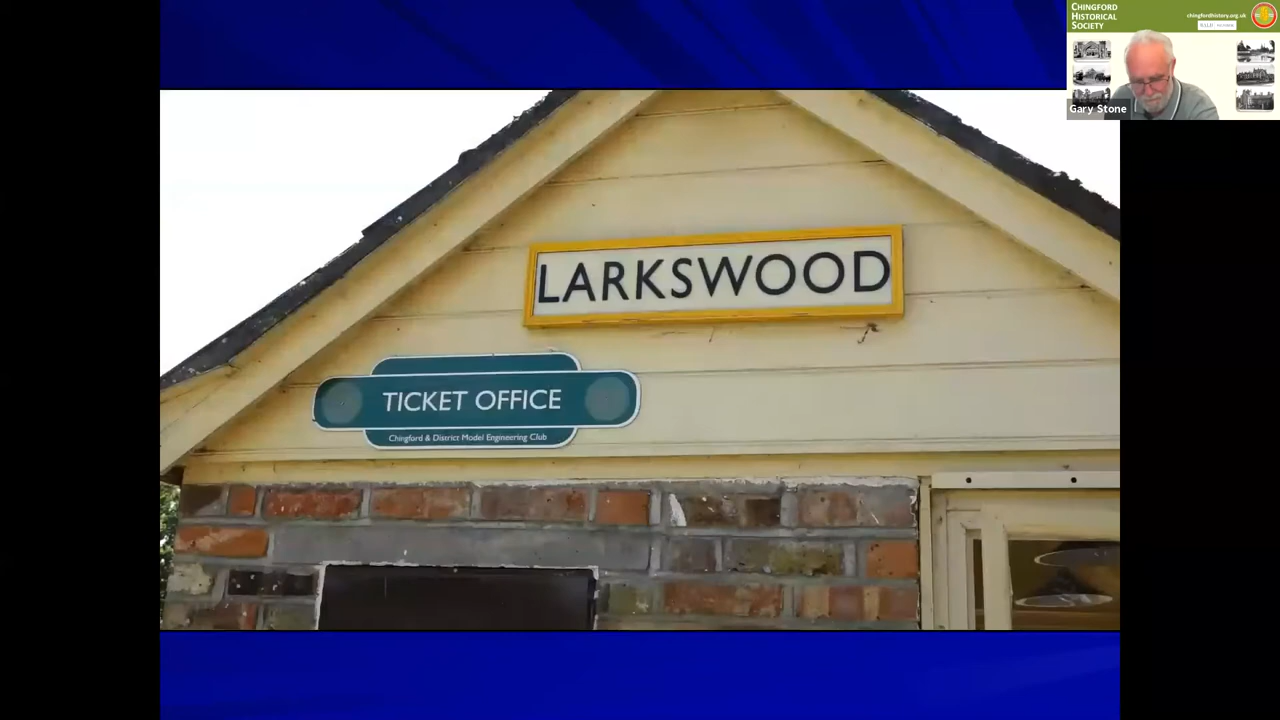 CHINGFORD
HISTORICAL
SOCIETY
chingfordhistory.org.uk
Gary Stone
LARKSWOOD
TICKET OFFICE
Chingford & District Model Engineering Club